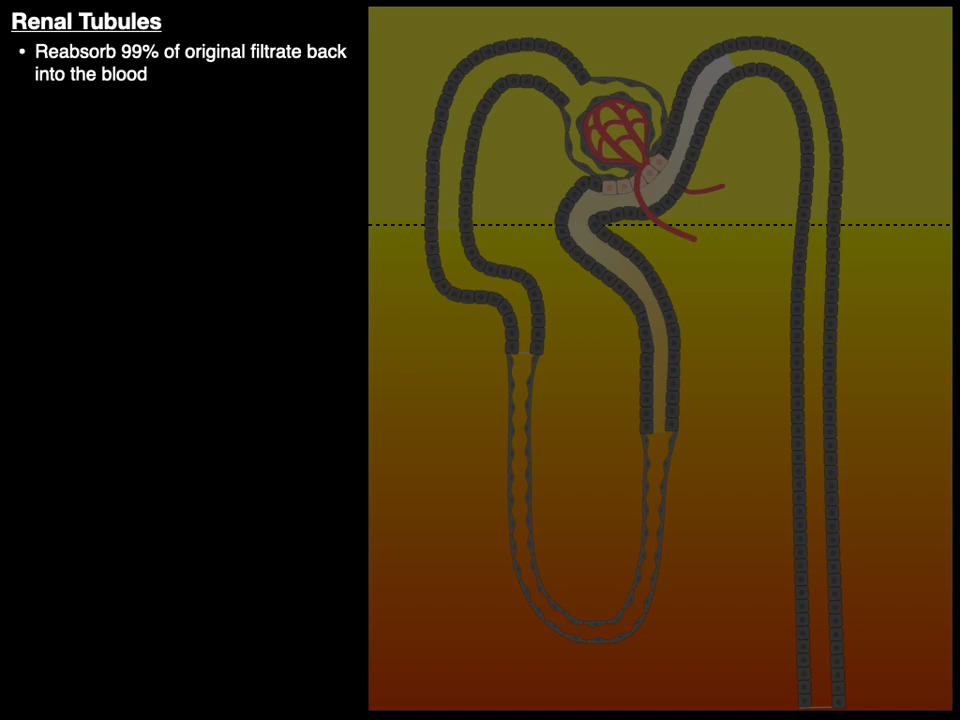 Renal Tubules
• Reabsorb 99% of original filtrate back
into the blood